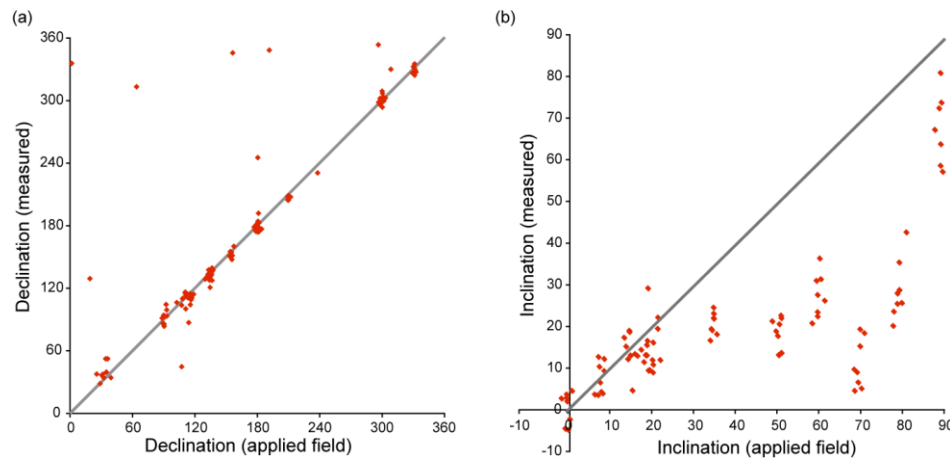 (a)
360
300
240
180
120
60
0
Declination (measured)
0 60 120 180 240 300 360
Declination (applied field)
(b)
90
80
70
60
50
40
30
20
10
0
-10
Inclination (measured)
-10 0 10 20 30 40 50 60 70 80 90
Inclination (applied field)